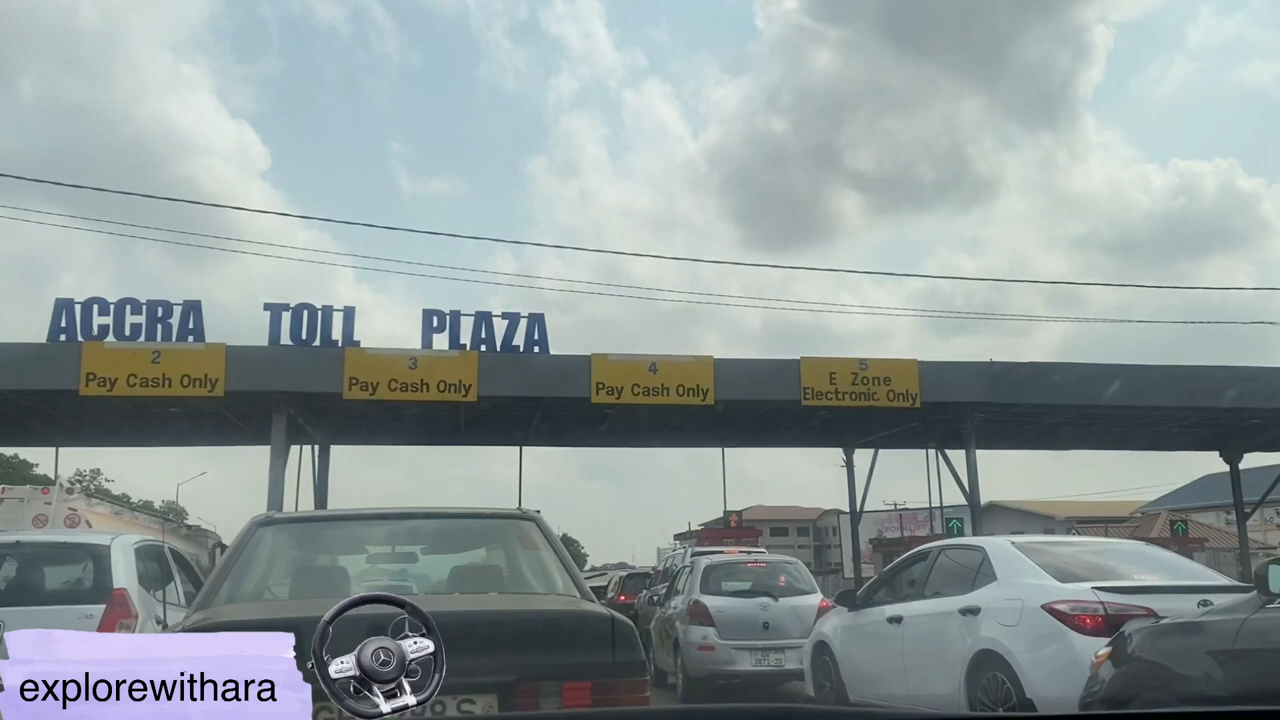 ACCRA TOLL PLAZA
2
Pay Cash Only
3
Pay Cash Only
4
Pay Cash Only
5
E Zone
Electronic Only
explorewithara